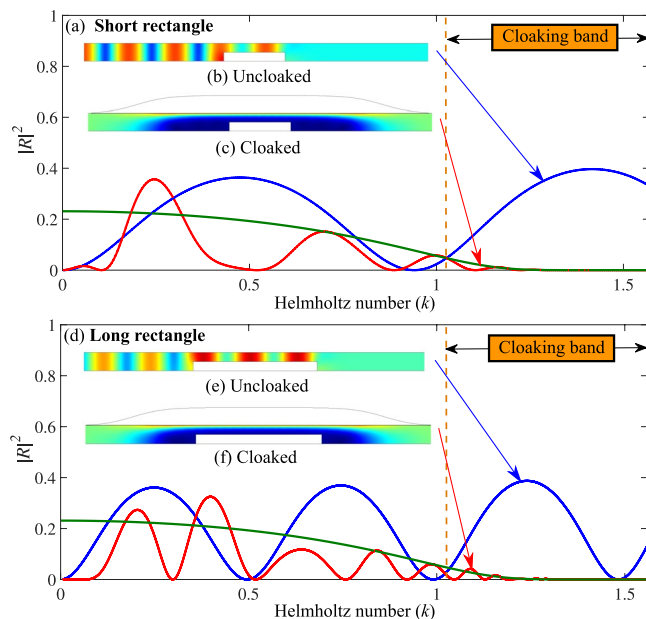 (a) Short rectangle
Cloaking band
(b) Uncloaked
(c) Cloaked
|R|²
1
0.8
0.6
0.4
0.2
0
0 0.5 1 1.5
Helmholtz number (k)
(d) Long rectangle
Cloaking band
(e) Uncloaked
(f) Cloaked
|R|²
1
0.8
0.6
0.4
0.2
0
0 0.5 1 1.5
Helmholtz number (k)